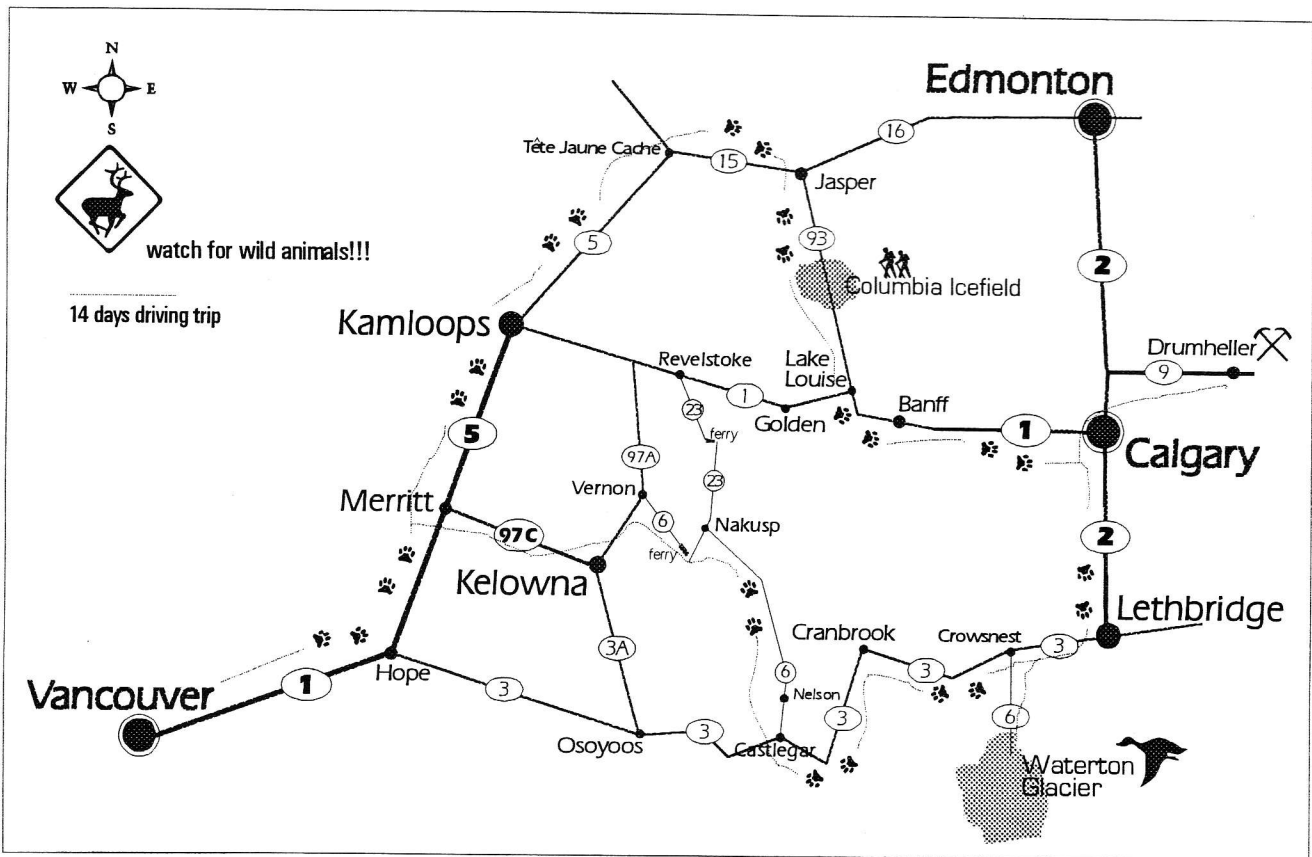 N
W E
S
watch for wild animals!!!
14 days driving trip
Edmonton
16
Tête Jaune Cache
15
Jasper
5
93
2
Columbia Icefield
Kamloops
Revelstoke
Lake
Louise
Drumheller
9
1
23
Golden
Banff
1
Calgary
ferry
5
97A
23
Merritt
Vernon
6
Nakusp
97C
ferry
2
Kelowna
Lethbridge
Cranbrook
Crowsnest
3
3A
3
Hope
6
Vancouver
1
3
Nelson
3
6
Osoyoos
3
Castlegar
Waterton
Glacier